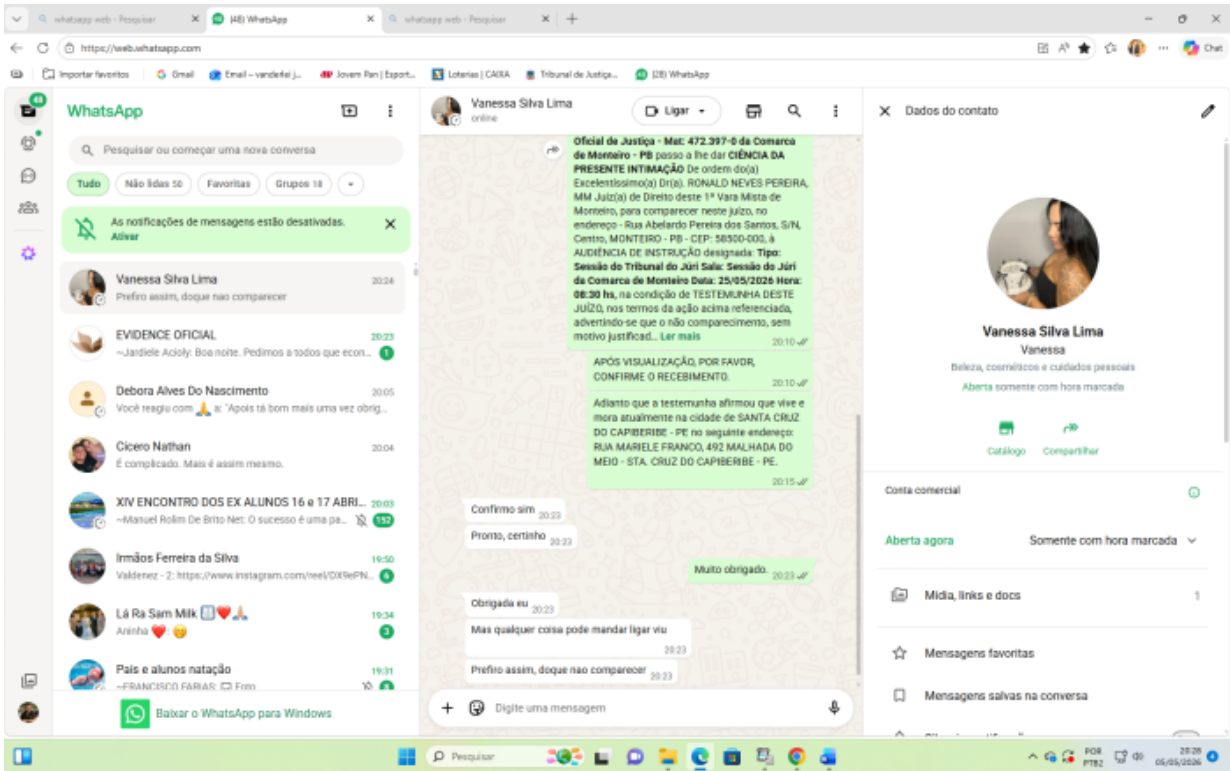 whatsapp web - Pesquisar
(48) WhatsApp
whatsapp web - Pesquisar
https://web.whatsapp.com
Chat
Importar favoritos
Gmail
Email – vanderlei j...
Jovem Pan | Esport...
Loterias | CAIXA
Tribunal de Justiça...
(28) WhatsApp
48
WhatsApp
Pesquisar ou começar uma nova conversa
Tudo
Não lidas 50
Favoritas
Grupos 18
As notificações de mensagens estão desativadas.
Ativar
Vanessa Silva Lima
20:24
Prefiro assim, doque nao comparecer
EVIDENCE OFICIAL
20:23
~Jardiele Acioly: Boa noite. Pedimos a todos que econ...
1
Debora Alves Do Nascimento
20:05
Você reagiu com 🙏 a: "Apois tá bom mais uma vez obrig...
Cicero Nathan
20:04
É complicado. Mais é assim mesmo.
XIV ENCONTRO DOS EX ALUNOS 16 e 17 ABRI...
20:03
~Manuel Rolim De Brito Net: O sucesso é uma pa...
152
Irmãos Ferreira da Silva
19:50
Valdenez - 2: https://www.instagram.com/reel/DX9ePN...
6
Lá Ra Sam Milk
19:34
Aninha ❤️: 😚
3
Pais e alunos natação
19:31
~FRANCISCO FARIAS: Foto
Baixar o WhatsApp para Windows
Vanessa Silva Lima
online
Ligar
Oficial de Justiça - Mat: 472.397-0 da Comarca
de Monteiro - PB passo a lhe dar CIÊNCIA DA
PRESENTE INTIMAÇÃO De ordem do(a)
Excelentíssimo(a) Dr(a). RONALD NEVES PEREIRA,
MM Juiz(a) de Direito deste 1ª Vara Mista de
Monteiro, para comparecer neste juízo, no
endereço - Rua Abelardo Pereira dos Santos, S/N,
Centro, MONTEIRO - PB - CEP: 58500-000, à
AUDIÊNCIA DE INSTRUÇÃO designada: Tipo:
Sessão do Tribunal do Júri Sala: Sessão do Júri
da Comarca de Monteiro Data: 25/05/2026 Hora:
08:30 hs, na condição de TESTEMUNHA DESTE
JUÍZO, nos termos da ação acima referenciada,
advertindo-se que o não comparecimento, sem
motivo justificad... Ler mais
20:10
APÓS VISUALIZAÇÃO, POR FAVOR,
CONFIRME O RECEBIMENTO.
20:10
Adianto que a testemunha afirmou que vive e
mora atualmente na cidade de SANTA CRUZ
DO CAPIBERIBE - PE no seguinte endereço:
RUA MARIELE FRANCO, 492 MALHADA DO
MEIO - STA. CRUZ DO CAPIBERIBE - PE.
20:15
Confirmo sim 20:23
Pronto, certinho 20:23
Muito obrigado. 20:23
Obrigada eu 20:23
Mas qualquer coisa pode mandar ligar viu
20:23
Prefiro assim, doque nao comparecer 20:23
Digite uma mensagem
Dados do contato
Vanessa Silva Lima
Vanessa
Beleza, cosméticos e cuidados pessoais
Aberta somente com hora marcada
Catálogo
Compartilhar
Conta comercial
Aberta agora
Somente com hora marcada
Mídia, links e docs
1
Mensagens favoritas
Mensagens salvas na conversa
Pesquisar
POR
PTB2
20:28
05/05/2026